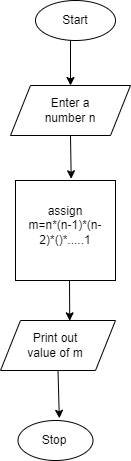 Start
Enter a
number n
assign
m=n*(n-1)*(n-
2)*()*.....1
Print out
value of m
Stop